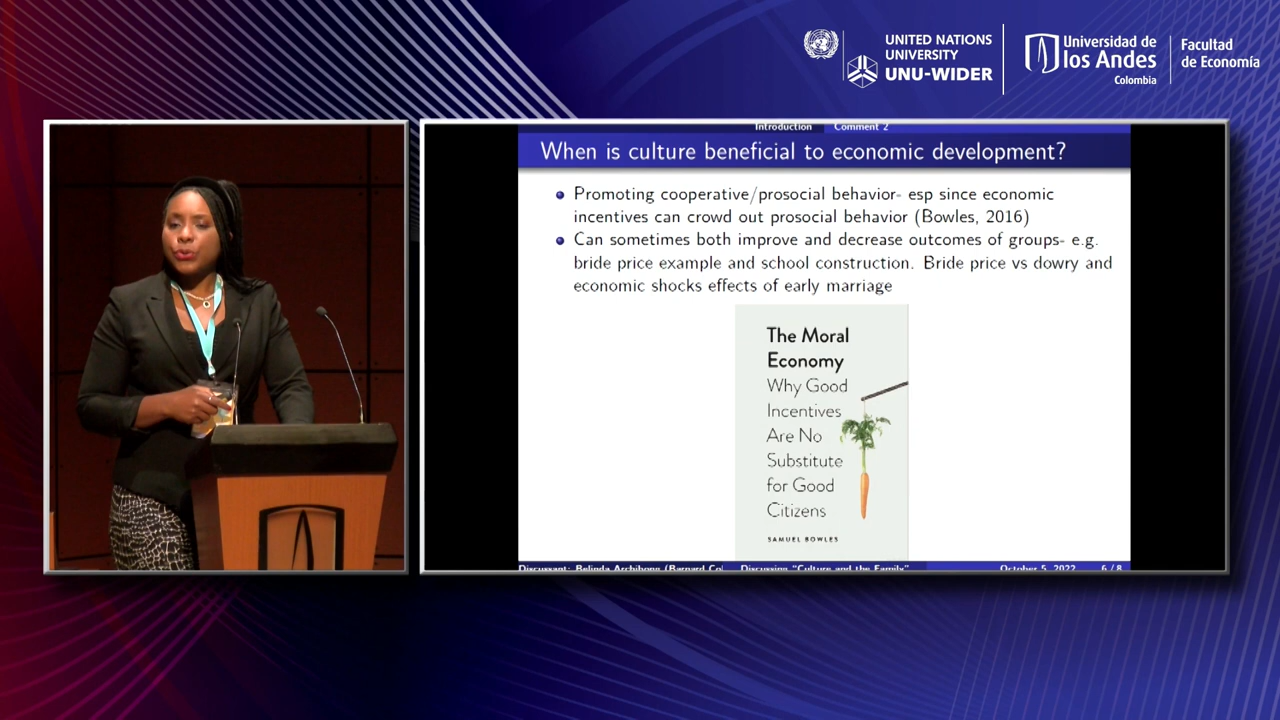 UNITED NATIONS
UNIVERSITY
UNU-WIDER
Universidad de
los Andes
Colombia
Facultad
de Economía
Introduction Comment 2
When is culture beneficial to economic development?
Promoting cooperative/prosocial behavior- esp since economic
incentives can crowd out prosocial behavior (Bowles, 2016)
Can sometimes both improve and decrease outcomes of groups- e.g.
bride price example and school construction. Bride price vs dowry and
economic shocks effects of early marriage
The Moral
Economy
Why Good
Incentives
Are No
Substitute
for Good
Citizens
SAMUEL BOWLES
Discussant: Belinda Archibong (Barnard Col Discussing "Culture and the Family" October 5, 2022 6 / 8